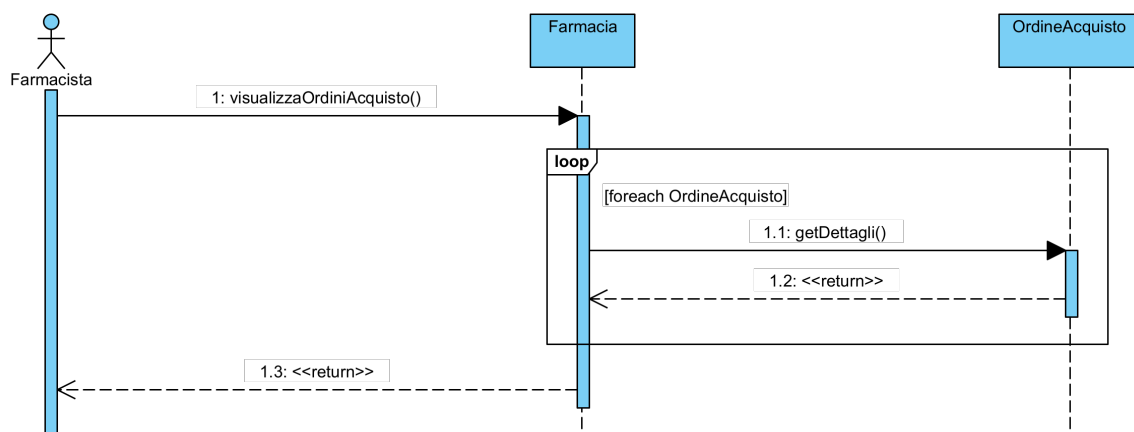 Farmacia
OrdineAcquisto
Farmacista
1: visualizzaOrdiniAcquisto()
loop
[foreach OrdineAcquisto]
1.1: getDettagli()
1.2: <<return>>
1.3: <<return>>